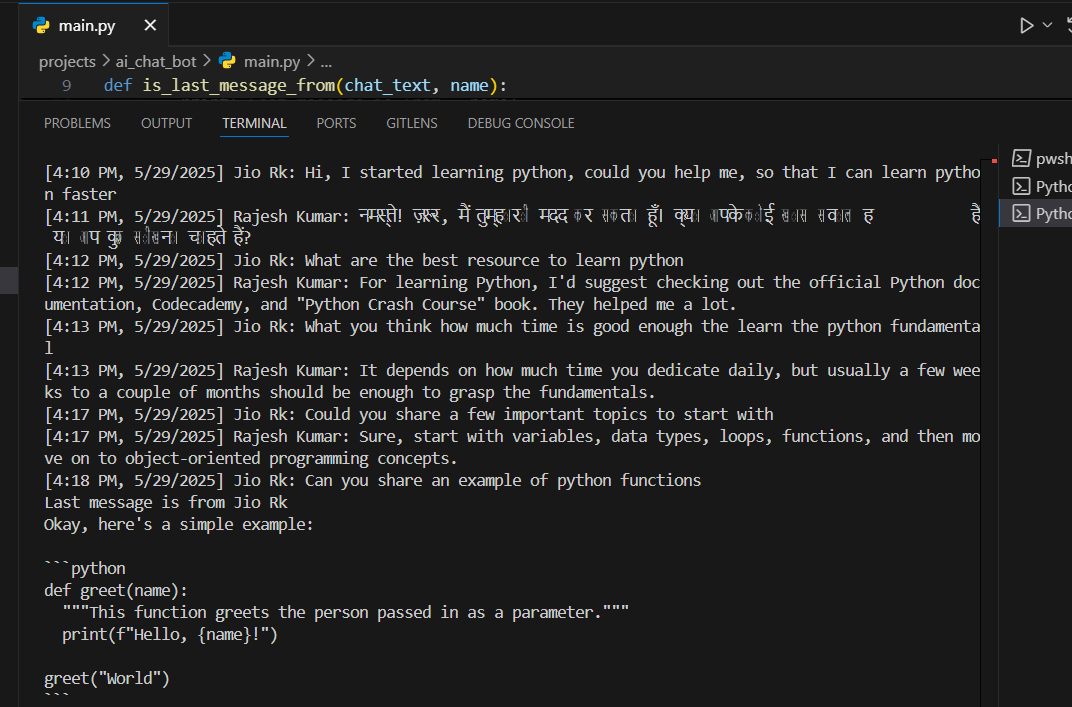 main.py
projects > ai_chat_bot > main.py > ...
9 def is_last_message_from(chat_text, name):
PROBLEMS OUTPUT TERMINAL PORTS GITLENS DEBUG CONSOLE
pwsh
Pytho
Pytho
[4:10 PM, 5/29/2025] Jio Rk: Hi, I started learning python, could you help me, so that I can learn pytho
n faster
[4:11 PM, 5/29/2025] Rajesh Kumar: नमस्ते! ज़रूर, मैं तुम्हारी मदद कर सकता हूँ। क्या आपके कोई खास सवाल ह है
या आप कुछ सीखना चाहते हैं?
[4:12 PM, 5/29/2025] Jio Rk: What are the best resource to learn python
[4:12 PM, 5/29/2025] Rajesh Kumar: For learning Python, I'd suggest checking out the official Python doc
umentation, Codecademy, and "Python Crash Course" book. They helped me a lot.
[4:13 PM, 5/29/2025] Jio Rk: What you think how much time is good enough the learn the python fundamenta
l
[4:13 PM, 5/29/2025] Rajesh Kumar: It depends on how much time you dedicate daily, but usually a few wee
ks to a couple of months should be enough to grasp the fundamentals.
[4:17 PM, 5/29/2025] Jio Rk: Could you share a few important topics to start with
[4:17 PM, 5/29/2025] Rajesh Kumar: Sure, start with variables, data types, loops, functions, and then mo
ve on to object-oriented programming concepts.
[4:18 PM, 5/29/2025] Jio Rk: Can you share an example of python functions
Last message is from Jio Rk
Okay, here's a simple example:
```python
def greet(name):
  """This function greets the person passed in as a parameter."""
  print(f"Hello, {name}!")
greet("World")
```